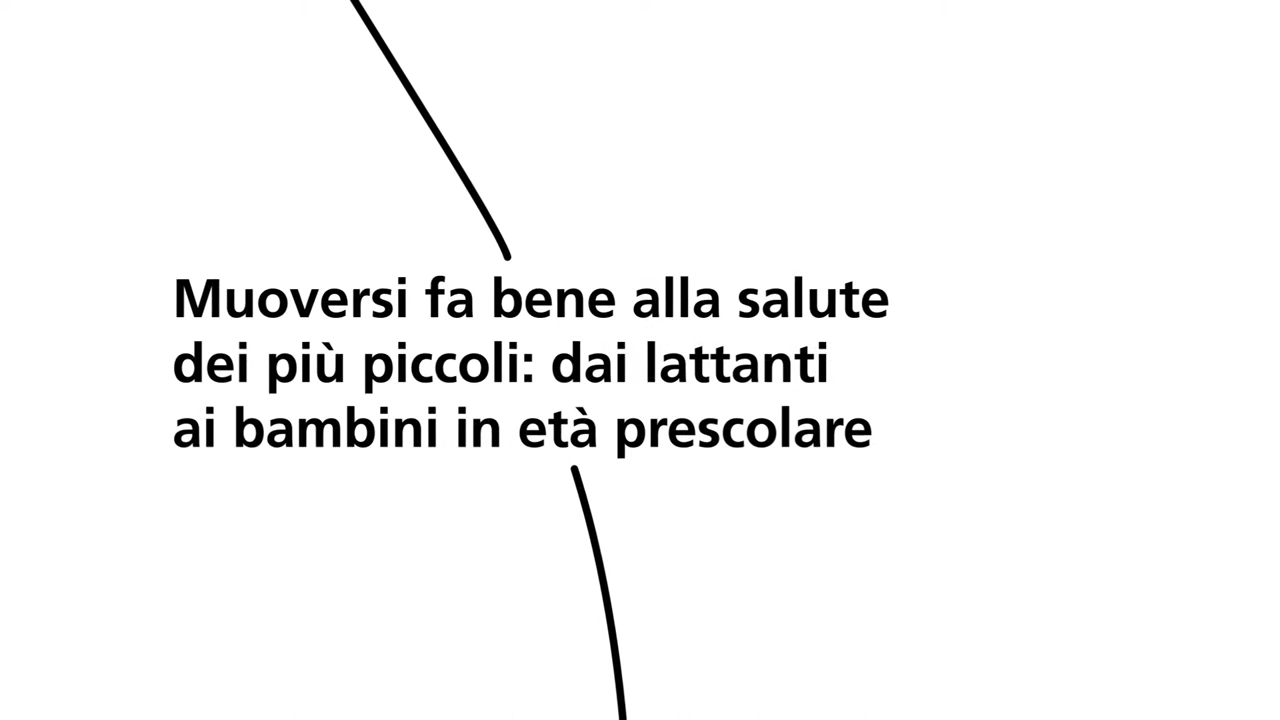 Muoversi fa bene alla salute
dei più piccoli: dai lattanti
ai bambini in età prescolare